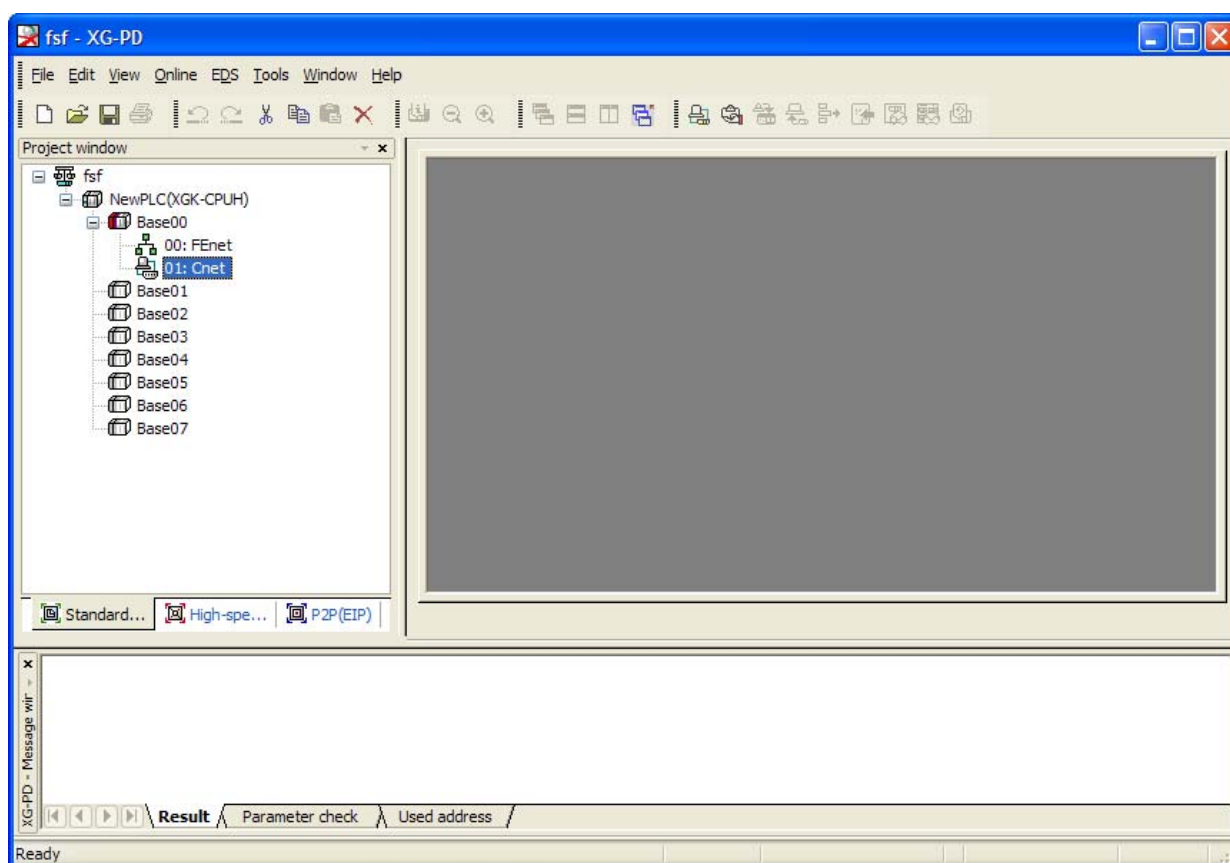 fsf - XG-PD
File Edit View Online EDS Tools Window Help
Project window
fsf
NewPLC(XGK-CPUH)
Base00
00: FEnet
01: Cnet
Base01
Base02
Base03
Base04
Base05
Base06
Base07
Standard... High-spe... P2P(EIP)
XG-PD - Message wir
Result Parameter check Used address
Ready